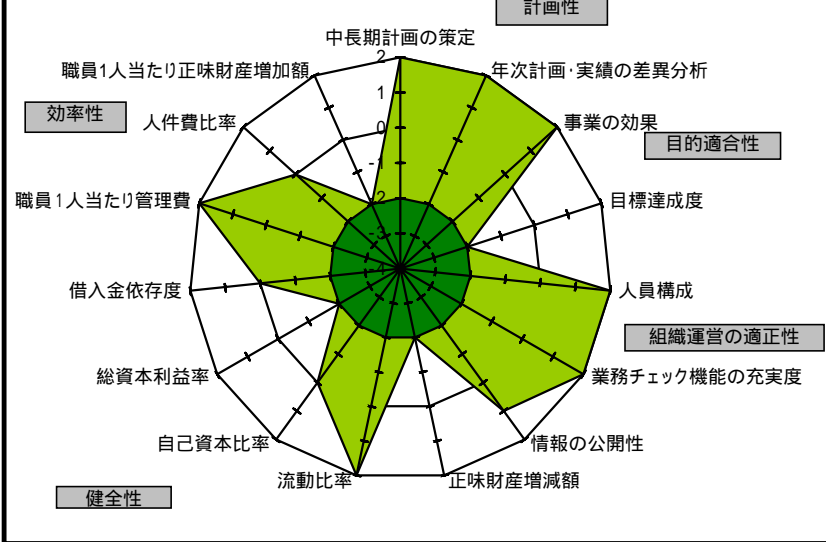 計画性
中長期計画の策定
職員1人当たり正味財産増加額
年次計画・実績の差異分析
効率性
人件費比率
事業の効果
目的適合性
職員1人当たり管理費
目標達成度
借入金依存度
人員構成
組織運営の適正性
総資本利益率
業務チェック機能の充実度
自己資本比率
情報の公開性
流動比率
正味財産増減額
健全性
2
1
0
-1
-2
-3
-4